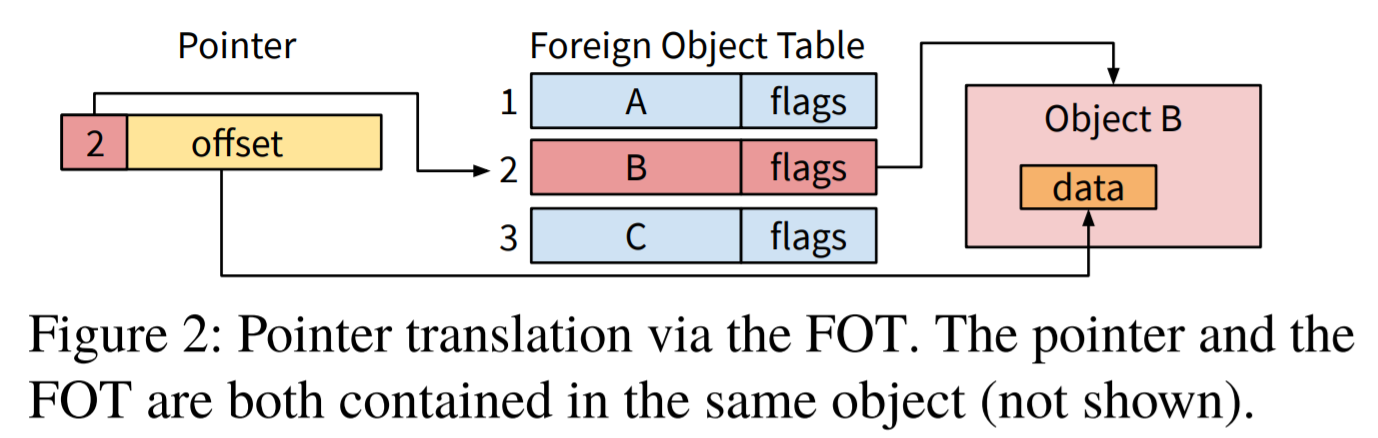 Pointer
Foreign Object Table
2 offset
1 A flags
2 B flags
3 C flags
Object B
data
Figure 2: Pointer translation via the FOT. The pointer and the
FOT are both contained in the same object (not shown).